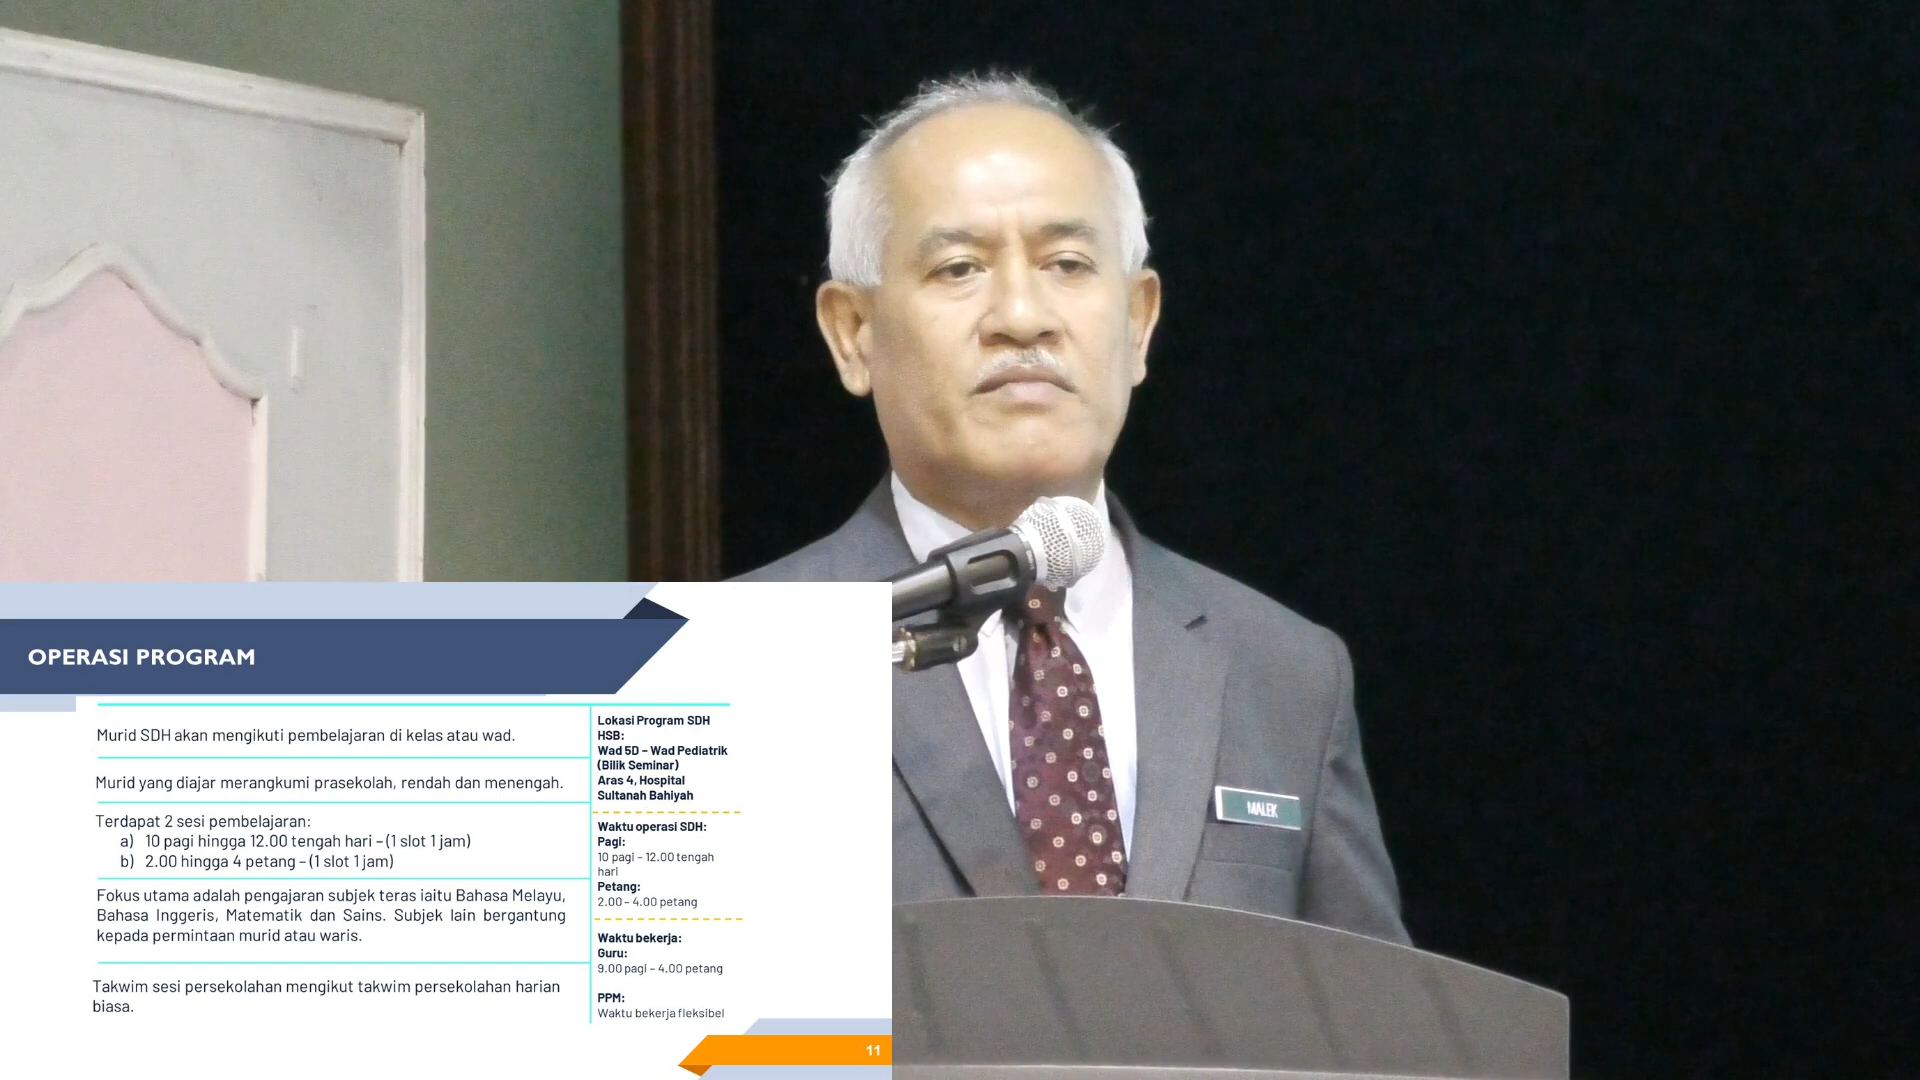 OPERASI PROGRAM
Murid SDH akan mengikuti pembelajaran di kelas atau wad.
Murid yang diajar merangkumi prasekolah, rendah dan menengah.
Terdapat 2 sesi pembelajaran:
a) 10 pagi hingga 12.00 tengah hari – (1 slot 1 jam)
b) 2.00 hingga 4 petang – (1 slot 1 jam)
Fokus utama adalah pengajaran subjek teras iaitu Bahasa Melayu,
Bahasa Inggeris, Matematik dan Sains. Subjek lain bergantung
kepada permintaan murid atau waris.
Takwim sesi persekolahan mengikut takwim persekolahan harian
biasa.
Lokasi Program SDH
HSB:
Wad 5D – Wad Pediatrik
(Bilik Seminar)
Aras 4, Hospital
Sultanah Bahiyah
Waktu operasi SDH:
Pagi:
10 pagi – 12.00 tengah
hari
Petang:
2.00 – 4.00 petang
Waktu bekerja:
Guru:
9.00 pagi – 4.00 petang
PPM:
Waktu bekerja fleksibel
11
MALEK